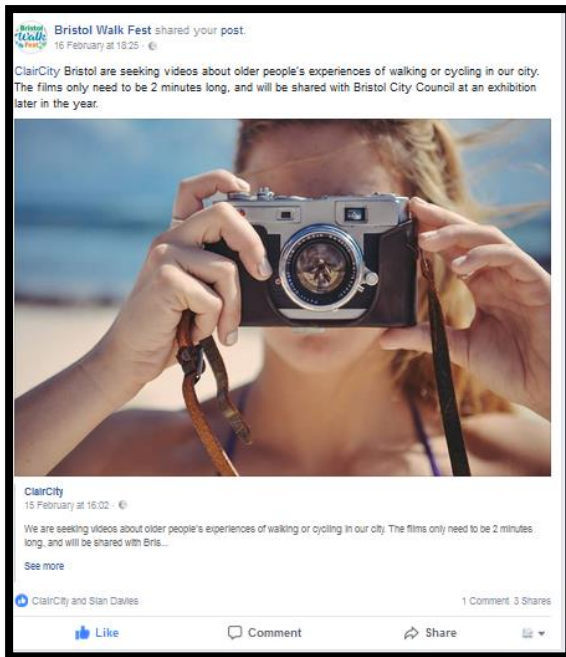 Bristol
Walk
Fest
Bristol Walk Fest shared your post.
16 February at 18:25 ·
ClairCity Bristol are seeking videos about older people's experiences of walking or cycling in our city.
The films only need to be 2 minutes long, and will be shared with Bristol City Council at an exhibition
later in the year.
ClairCity
15 February at 16:02 ·
We are seeking videos about older people's experiences of walking or cycling in our city. The films only need to be 2 minutes
long, and will be shared with Bris...
See more
ClairCity and Sian Davies
1 Comment 3 Shares
Like
Comment
Share